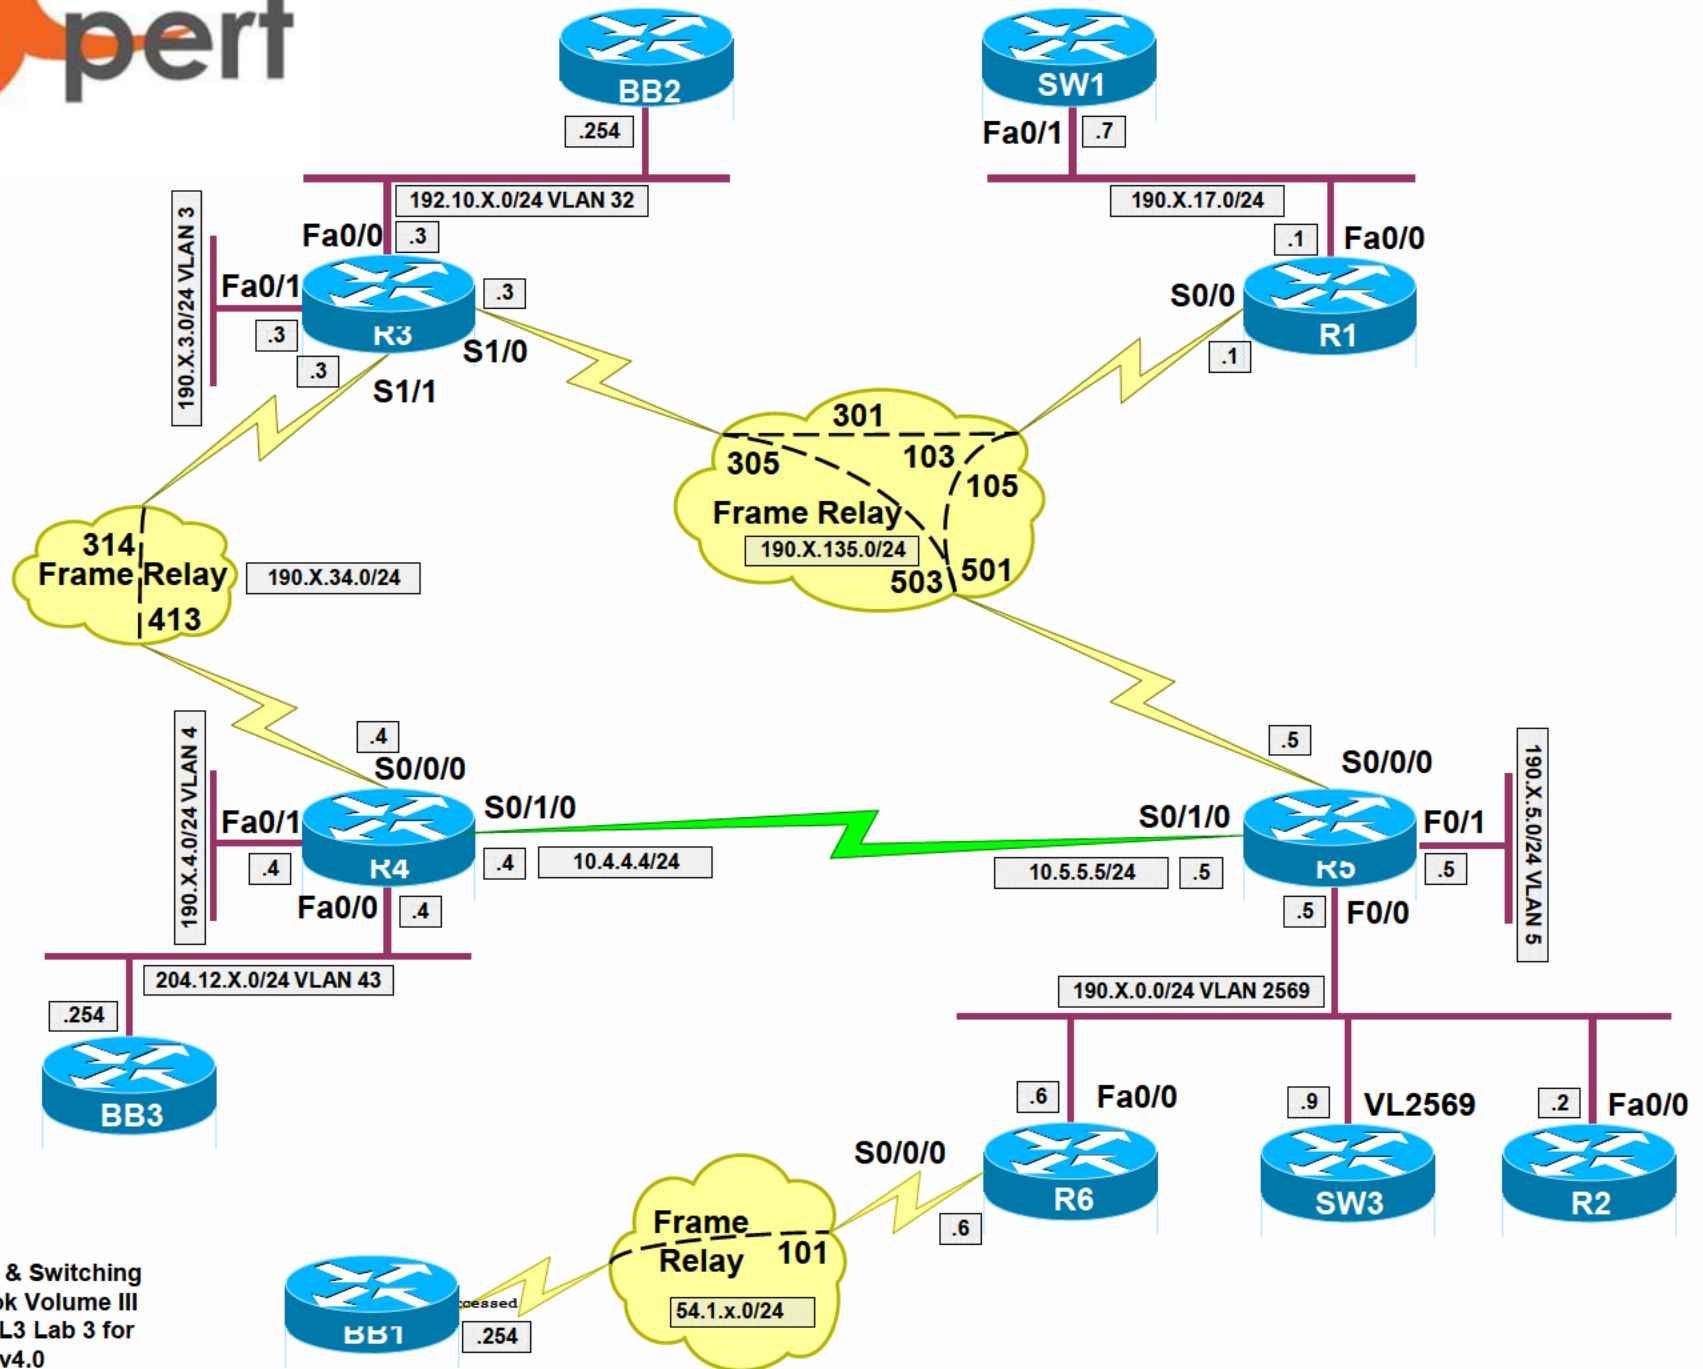 pert
BB2
.254
SW1
Fa0/1
.7
192.10.X.0/24 VLAN 32
190.X.17.0/24
190.X.3.0/24 VLAN 3
Fa0/0
.3
.1
Fa0/0
Fa0/1
.3
R3
.3
S1/0
.3
S1/1
S0/0
R1
.1
301
305
103
105
Frame Relay
190.X.135.0/24
503
501
314
Frame Relay
413
190.X.34.0/24
190.X.4.0/24 VLAN 4
.4
S0/0/0
Fa0/1
.4
R4
S0/1/0
.4
10.4.4.4/24
Fa0/0
.4
.5
S0/0/0
S0/1/0
10.5.5.5/24
.5
R5
F0/1
.5
190.X.5.0/24 VLAN 5
.5
F0/0
204.12.X.0/24 VLAN 43
.254
BB3
190.X.0.0/24 VLAN 2569
.6
Fa0/0
.9
VL2569
.2
Fa0/0
S0/0/0
R6
SW3
R2
.6
Frame
Relay
101
54.1.x.0/24
BB1
cessed
.254
& Switching
ok Volume III
L3 Lab 3 for
v4.0